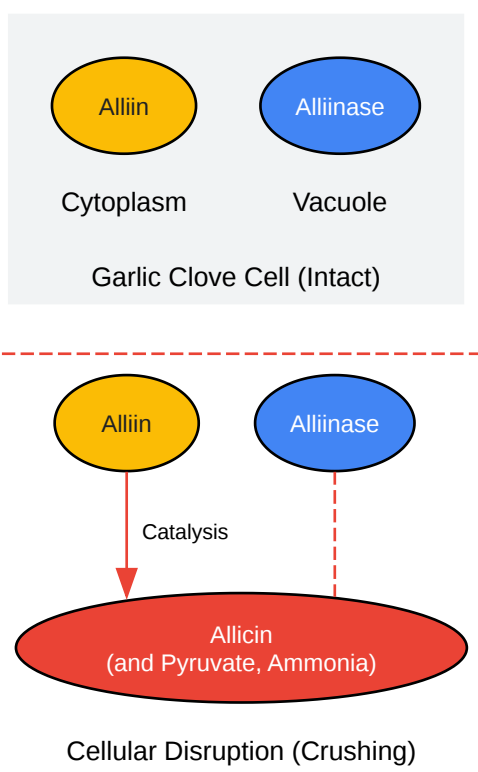 Alliin
Alliinase
Cytoplasm
Vacuole
Garlic Clove Cell (Intact)
Alliin
Alliinase
Catalysis
Allicin
(and Pyruvate, Ammonia)
Cellular Disruption (Crushing)